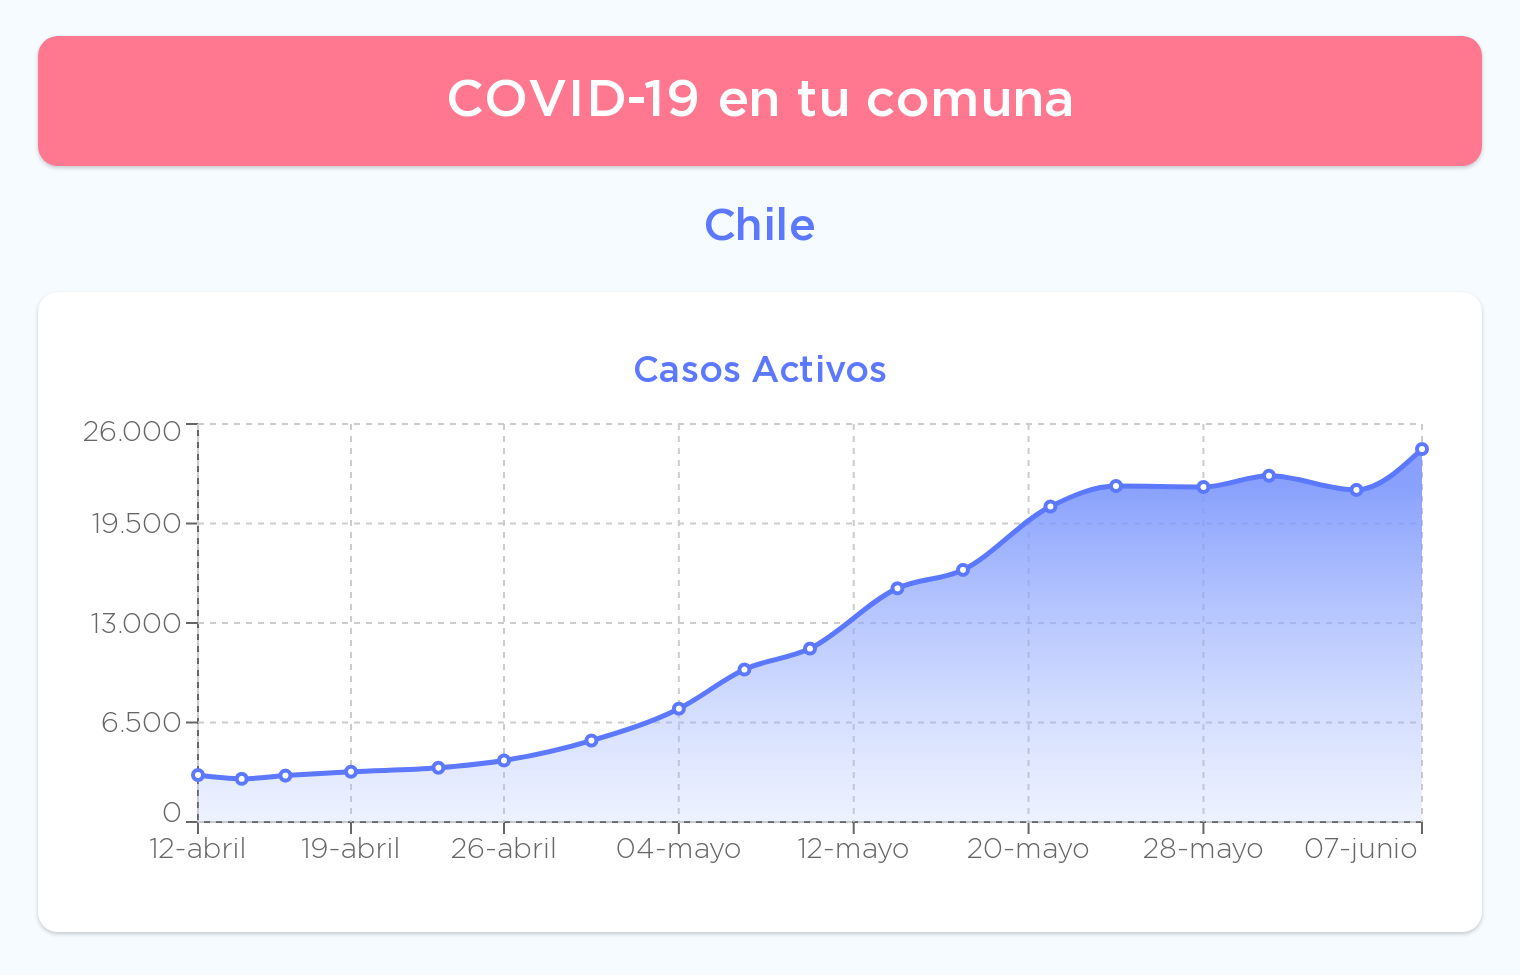 COVID-19 en tu comuna
Chile
Casos Activos
26.000
19.500
13.000
6.500
0
12-abril 19-abril 26-abril 04-mayo 12-mayo 20-mayo 28-mayo 07-junio